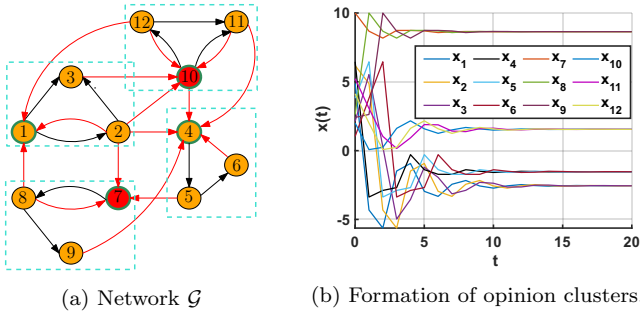 12
11
10
3
1
2
4
6
8
7
5
9
(a) Network 𝒢
10
5
0
-5
x(t)
x₁ x₄ x₇ x₁₀
x₂ x₅ x₈ x₁₁
x₃ x₆ x₉ x₁₂
0 5 10 15 20
t
(b) Formation of opinion clusters